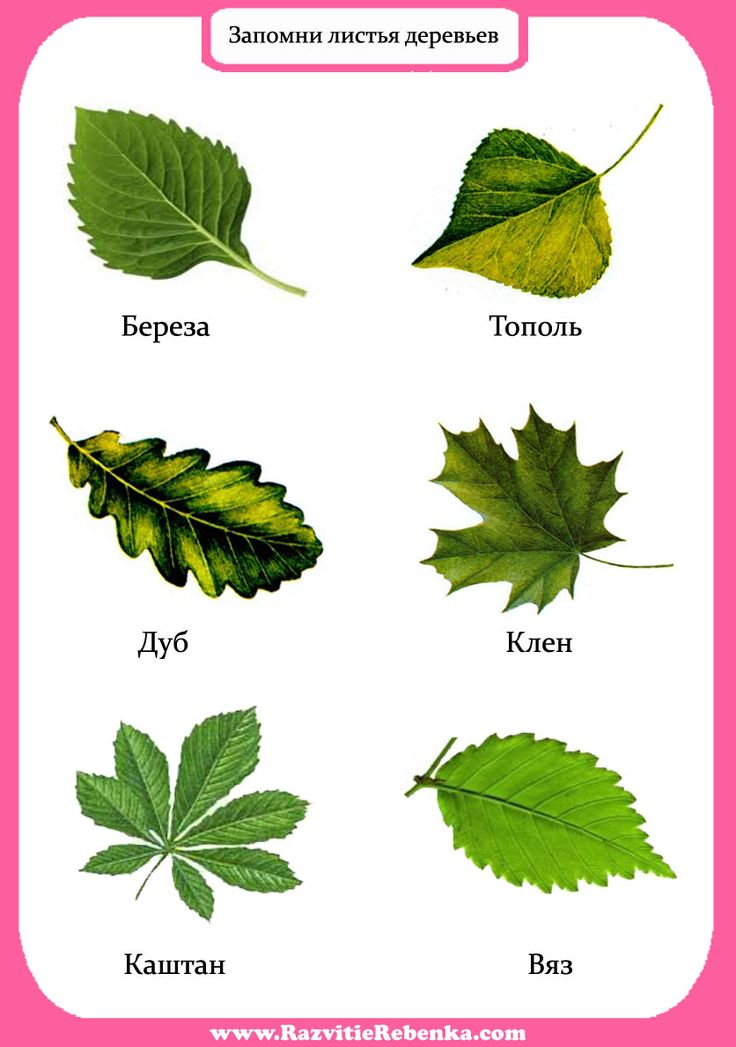 Запомни листья деревьев
Береза
Тополь
Дуб
Клен
Каштан
Вяз
www.RazvitieRebenka.com